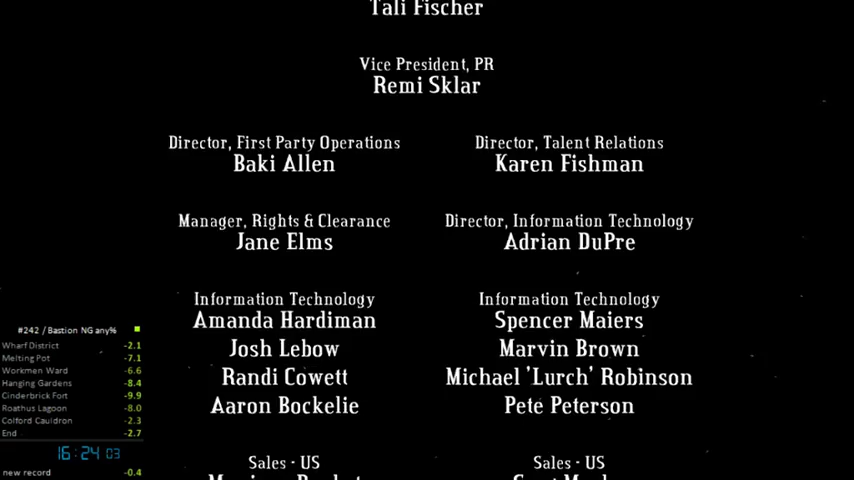 Tali Fischer
Vice President, PR
Remi Sklar
Director, First Party Operations
Baki Allen
Director, Talent Relations
Karen Fishman
Manager, Rights & Clearance
Jane Elms
Director, Information Technology
Adrian DuPre
Information Technology
Amanda Hardiman
Josh Lebow
Randi Cowett
Aaron Bockelie
Information Technology
Spencer Maiers
Marvin Brown
Michael 'Lurch' Robinson
Pete Peterson
Sales - US
Sales - US
#242 / Bastion NG any%
Wharf District -2.1
Melting Pot -7.1
Workmen Ward -6.6
Hanging Gardens -8.4
Cinderbrick Fort -9.9
Roathus Lagoon -8.0
Colford Cauldron -2.3
End -2.7
16:24 03
new record -0.4